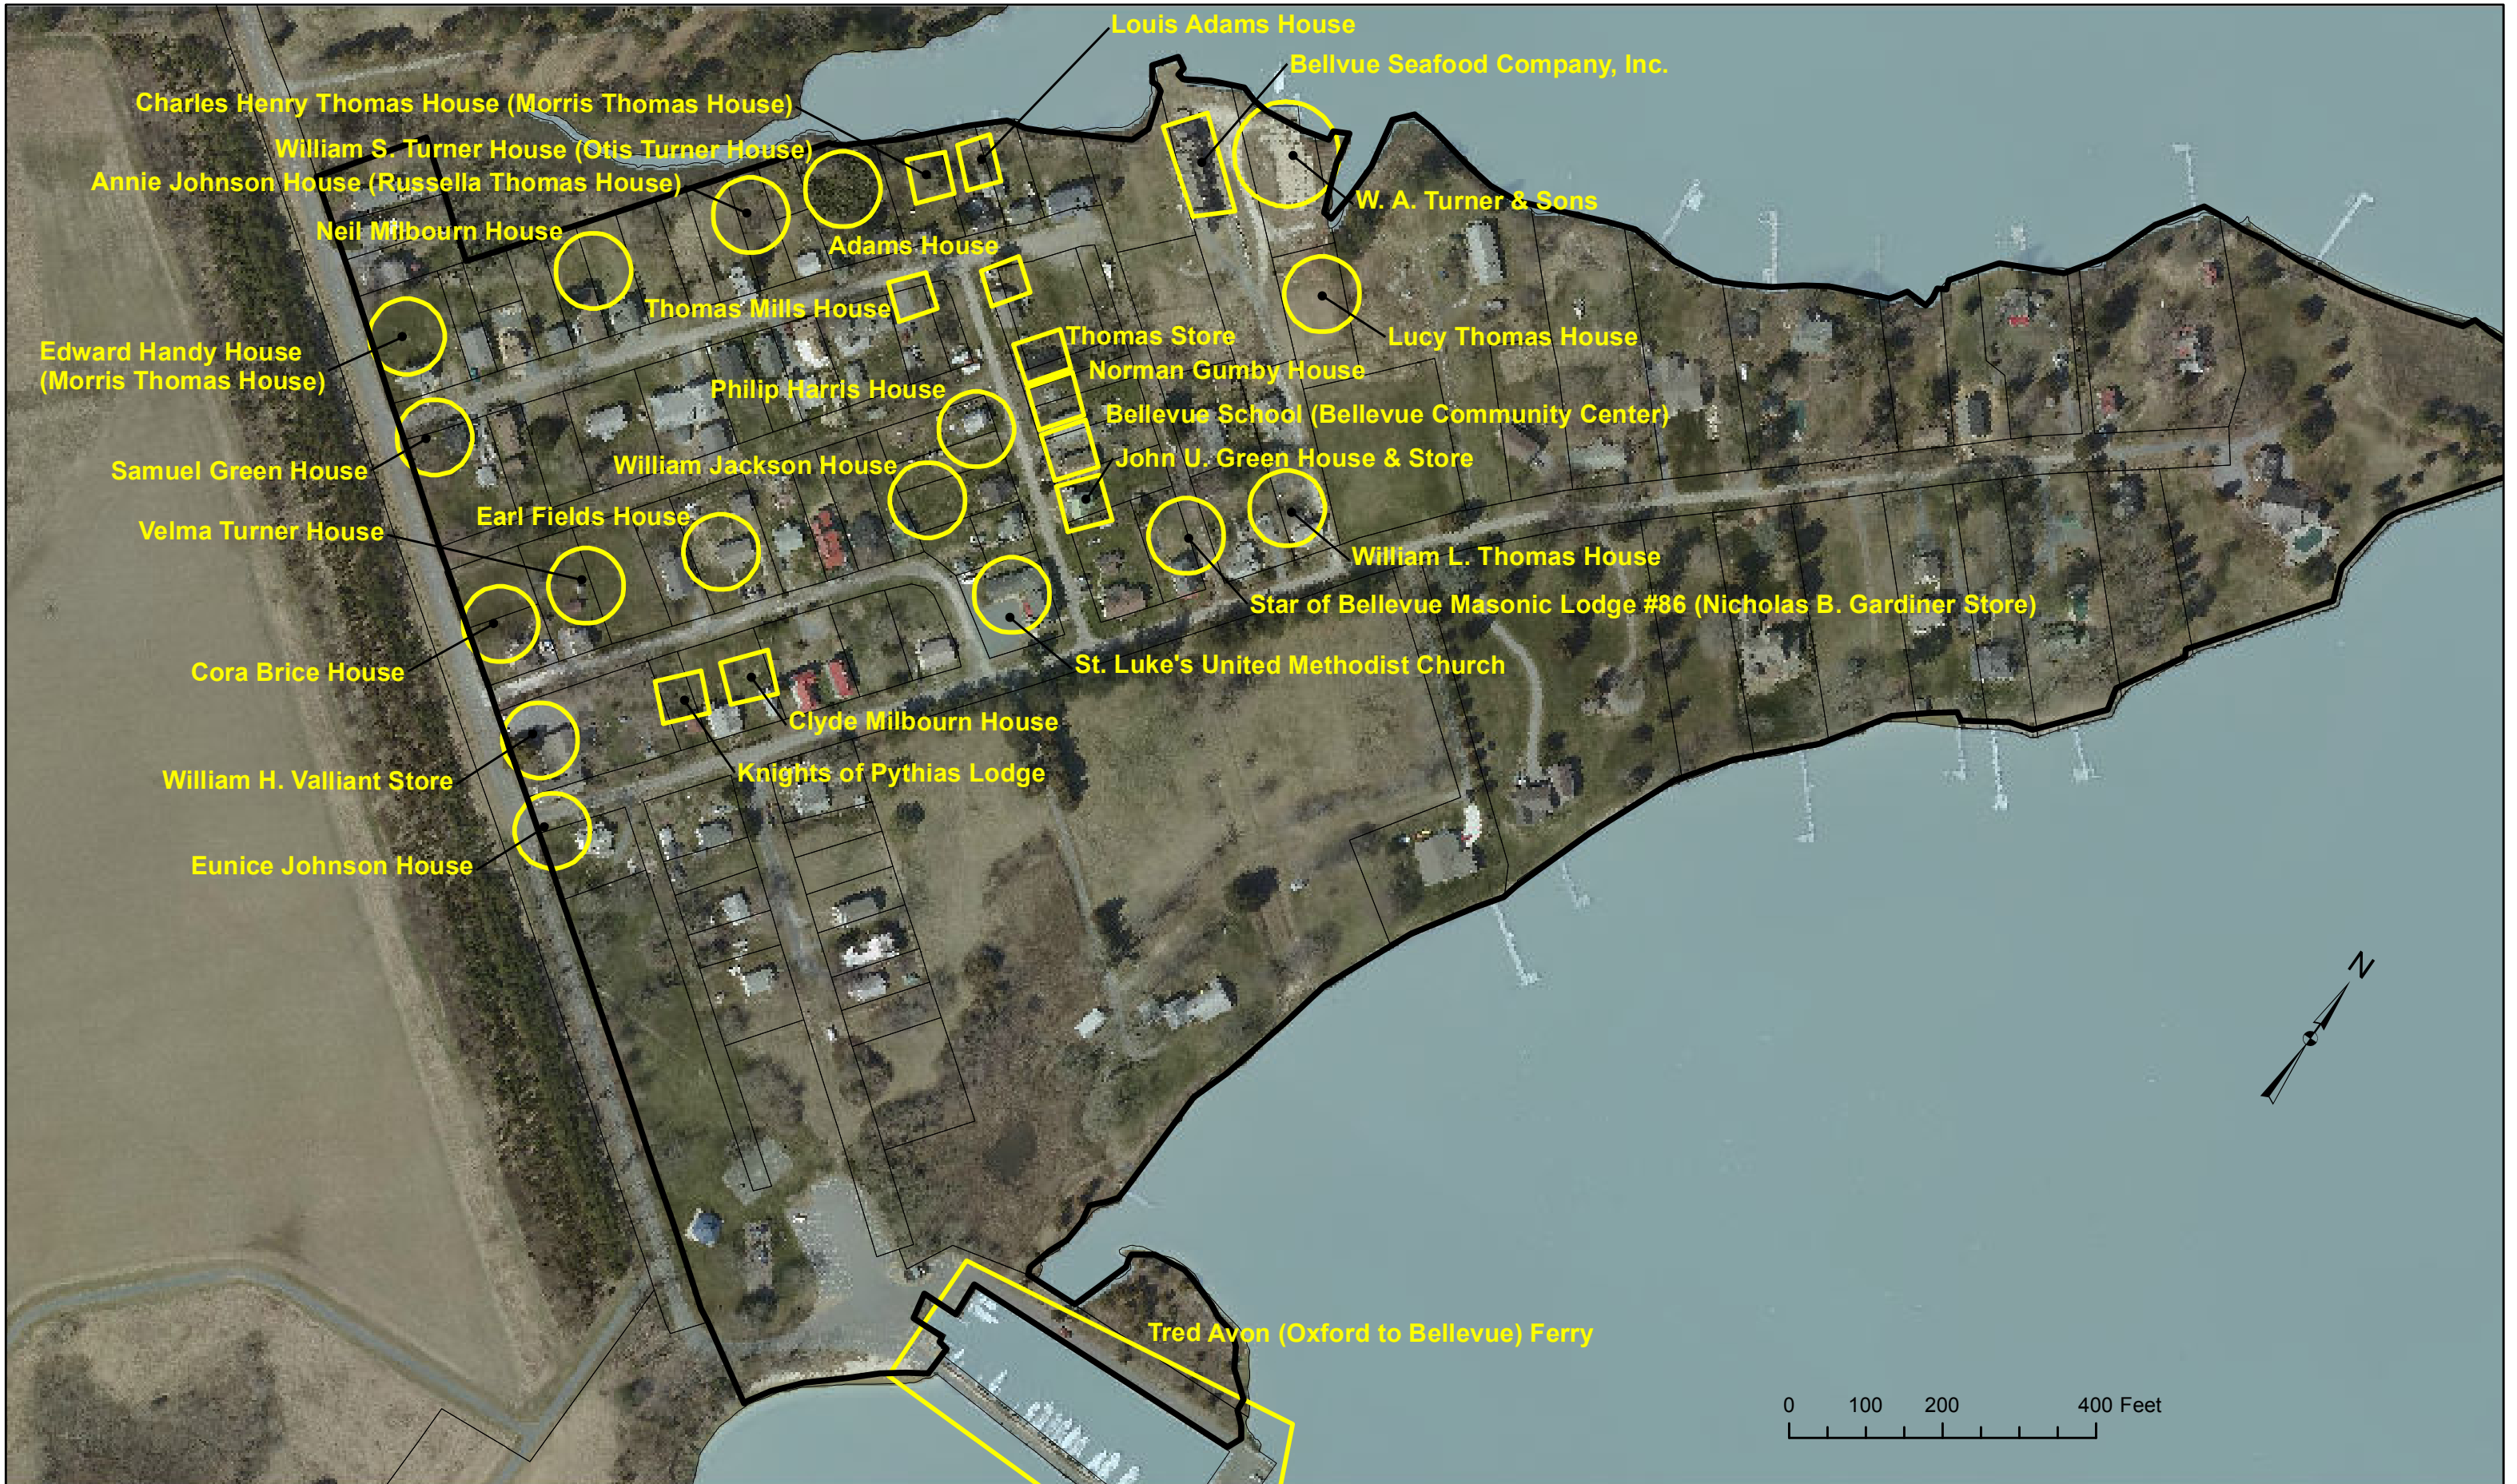 Louis Adams House
Bellvue Seafood Company, Inc.
Charles Henry Thomas House (Morris Thomas House)
William S. Turner House (Otis Turner House)
Annie Johnson House (Russella Thomas House)
W. A. Turner & Sons
Neil Milbourn House
Adams House
Thomas Mills House
Thomas Store
Lucy Thomas House
Edward Handy House
(Morris Thomas House)
Norman Gumby House
Philip Harris House
Bellevue School (Bellevue Community Center)
John U. Green House & Store
William Jackson House
Samuel Green House
Earl Fields House
Velma Turner House
William L. Thomas House
Star of Bellevue Masonic Lodge #86 (Nicholas B. Gardiner Store)
St. Luke's United Methodist Church
Cora Brice House
Clyde Milbourn House
Knights of Pythias Lodge
William H. Valliant Store
Eunice Johnson House
N
Tred Avon (Oxford to Bellevue) Ferry
0 100 200 400 Feet